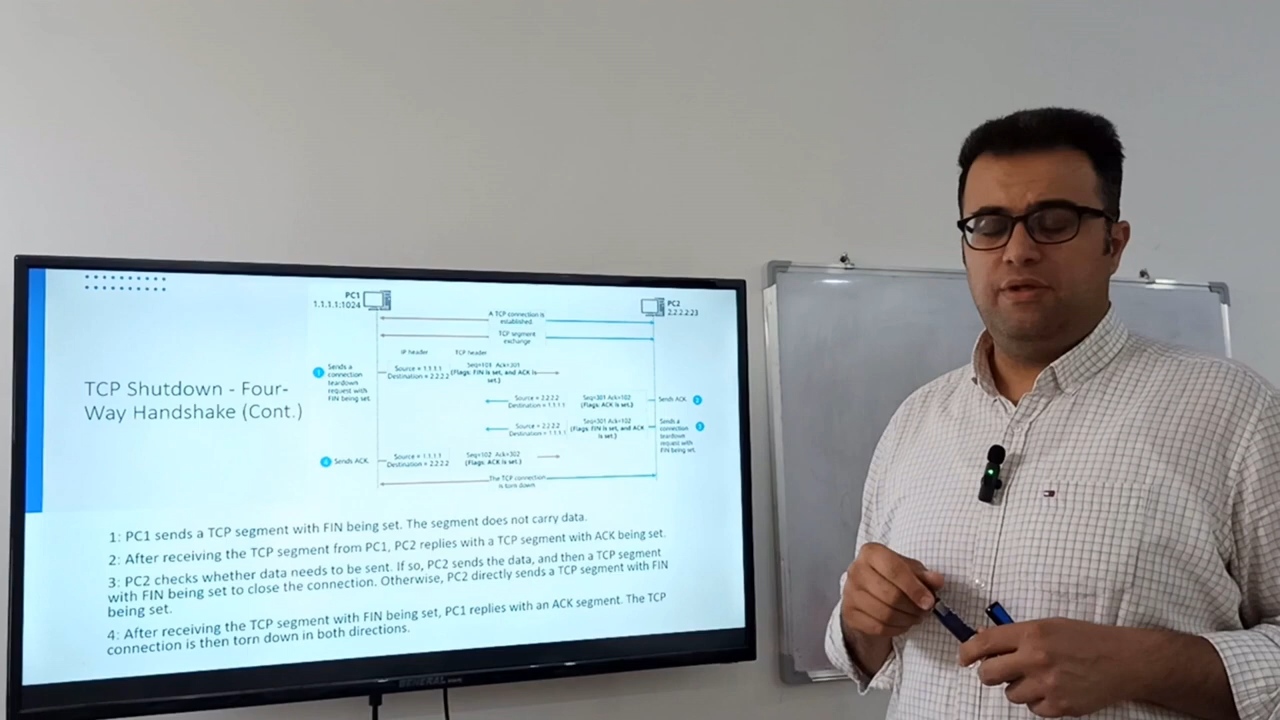 PC1
1.1.1.1:1024
PC2
2.2.2.2:23
A TCP connection is
established.
TCP segment
exchange
IP header
TCP header
1
Sends a
connection
teardown
request with
FIN being set.
Source = 1.1.1.1
Destination = 2.2.2.2
Seq=101 Ack=301
(Flags: FIN is set, and ACK is
set.)
Source = 2.2.2.2
Destination = 1.1.1.1
Seq=301 Ack=102
(Flags: ACK is set.)
Sends ACK.
2
Source = 2.2.2.2
Destination = 1.1.1.1
Seq=301 Ack=102
(Flags: FIN is set, and ACK
is set.)
Sends a
connection
teardown
request with
FIN being set.
3
4
Sends ACK.
Source = 1.1.1.1
Destination = 2.2.2.2
Seq=102 Ack=302
(Flags: ACK is set.)
The TCP connection
is torn down.
TCP Shutdown - Four-
Way Handshake (Cont.)
1: PC1 sends a TCP segment with FIN being set. The segment does not carry data.
2: After receiving the TCP segment from PC1, PC2 replies with a TCP segment with ACK being set.
3: PC2 checks whether data needs to be sent. If so, PC2 sends the data, and then a TCP segment
with FIN being set to close the connection. Otherwise, PC2 directly sends a TCP segment with FIN
being set.
4: After receiving the TCP segment with FIN being set, PC1 replies with an ACK segment. The TCP
connection is then torn down in both directions.
GENERAL